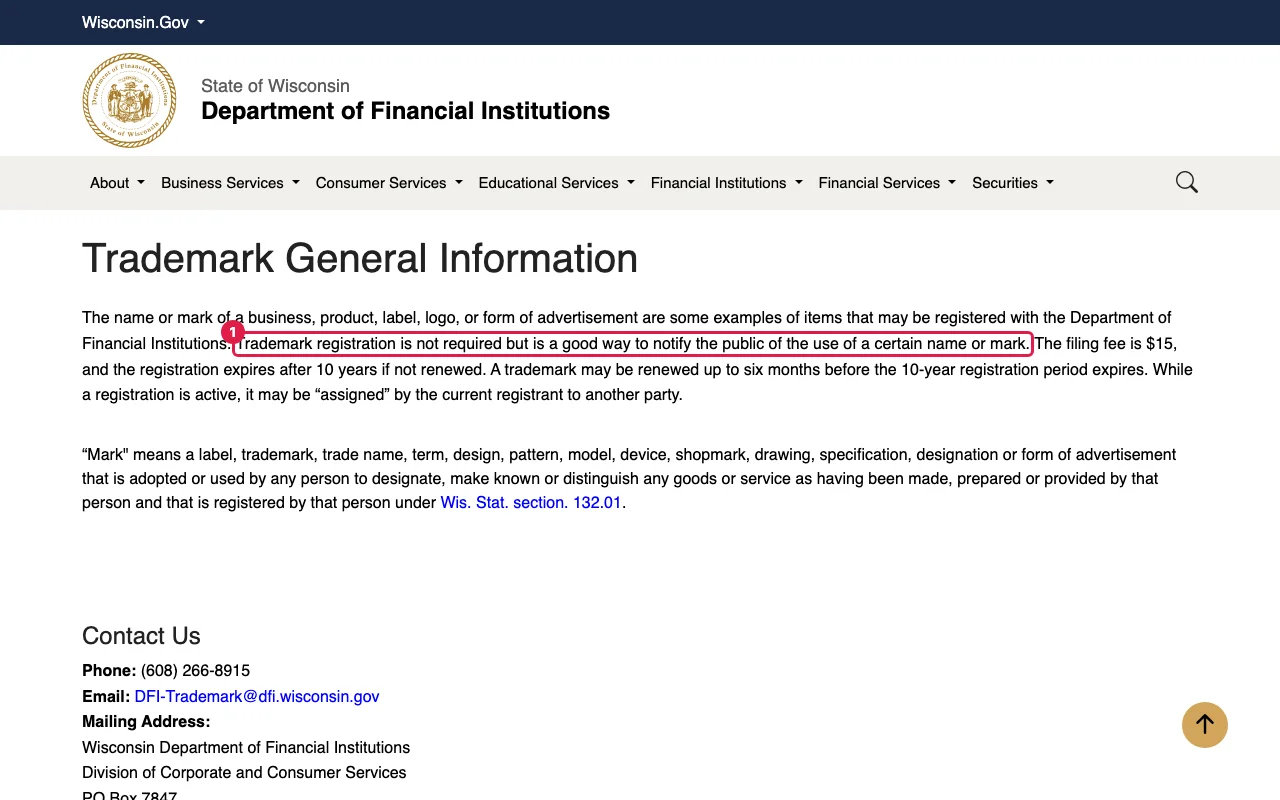 Wisconsin.Gov
Department of Financial Institutions
State of Wisconsin
State of Wisconsin
Department of Financial Institutions
About
Business Services
Consumer Services
Educational Services
Financial Institutions
Financial Services
Securities
Trademark General Information
The name or mark of a business, product, label, logo, or form of advertisement are some examples of items that may be registered with the Department of
1
Financial Institutions. Trademark registration is not required but is a good way to notify the public of the use of a certain name or mark. The filing fee is $15,
and the registration expires after 10 years if not renewed. A trademark may be renewed up to six months before the 10-year registration period expires. While
a registration is active, it may be “assigned” by the current registrant to another party.
“Mark" means a label, trademark, trade name, term, design, pattern, model, device, shopmark, drawing, specification, designation or form of advertisement
that is adopted or used by any person to designate, make known or distinguish any goods or service as having been made, prepared or provided by that
person and that is registered by that person under Wis. Stat. section. 132.01.
Contact Us
Phone: (608) 266-8915
Email: DFI-Trademark@dfi.wisconsin.gov
Mailing Address:
Wisconsin Department of Financial Institutions
Division of Corporate and Consumer Services
PO Box 7847